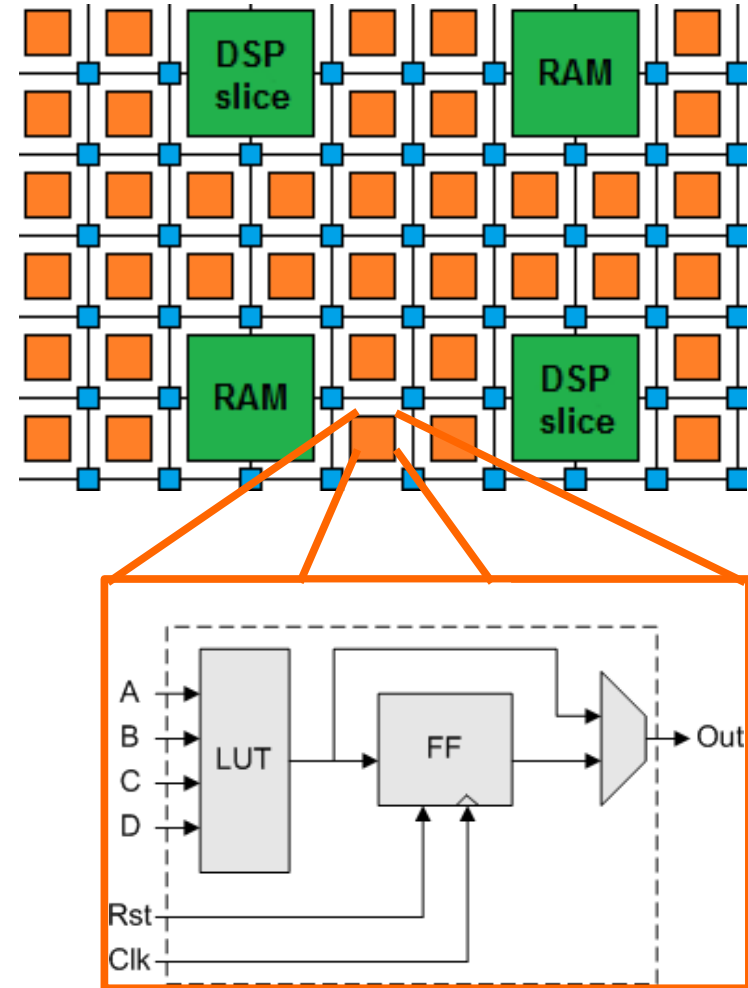 DSP
slice
RAM
RAM
DSP
slice
A
B
C
D
LUT
FF
Out
Rst
Clk